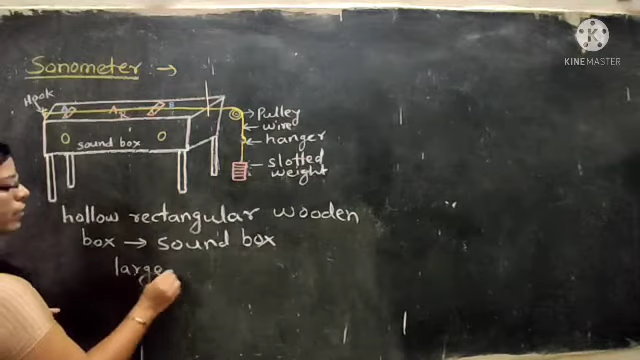 Sonometer :→
Hook
A
R
B
Pulley
wire
hanger
slotted
weight
sound box
hollow rectangular wooden
box → sound box
large
K
KINEMASTER